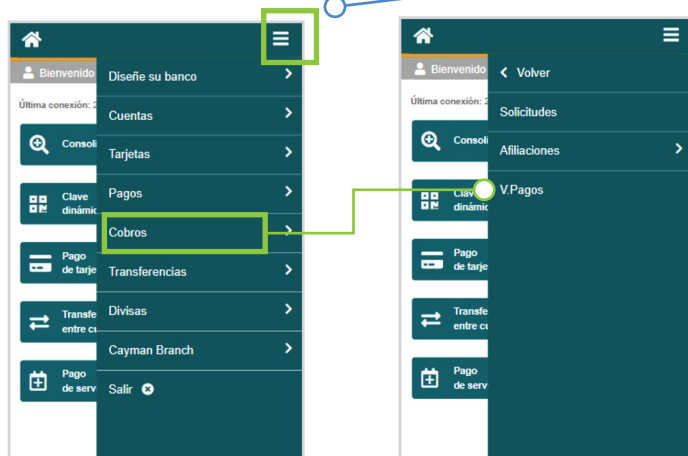 Bienvenido
Última conexión: 2
Consoli
Clave
dinámic
Pago
de tarje
Transfe
entre cu
Pago
de serv
Diseñe su banco
Cuentas
Tarjetas
Pagos
Cobros
Transferencias
Divisas
Cayman Branch
Salir
Bienvenido
Última conexión: 2
Consoli
Clave
dinámic
Pago
de tarje
Transfe
entre cu
Pago
de serv
Volver
Solicitudes
Afiliaciones
V.Pagos